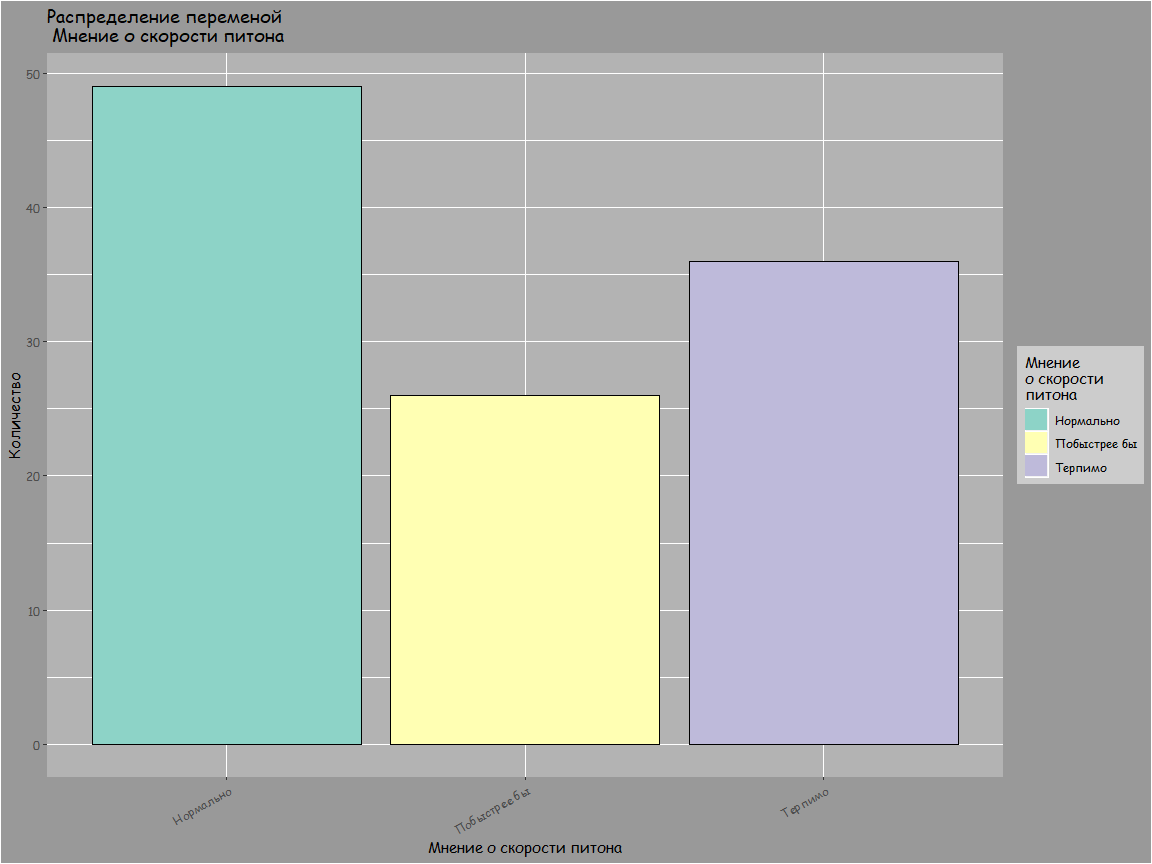 Распределение переменой
Мнение о скорости питона
Количество
50
40
30
20
10
0
Нормально
Побыстрее бы
Терпимо
Мнение о скорости питона
Мнение
о скорости
питона
Нормально
Побыстрее бы
Терпимо